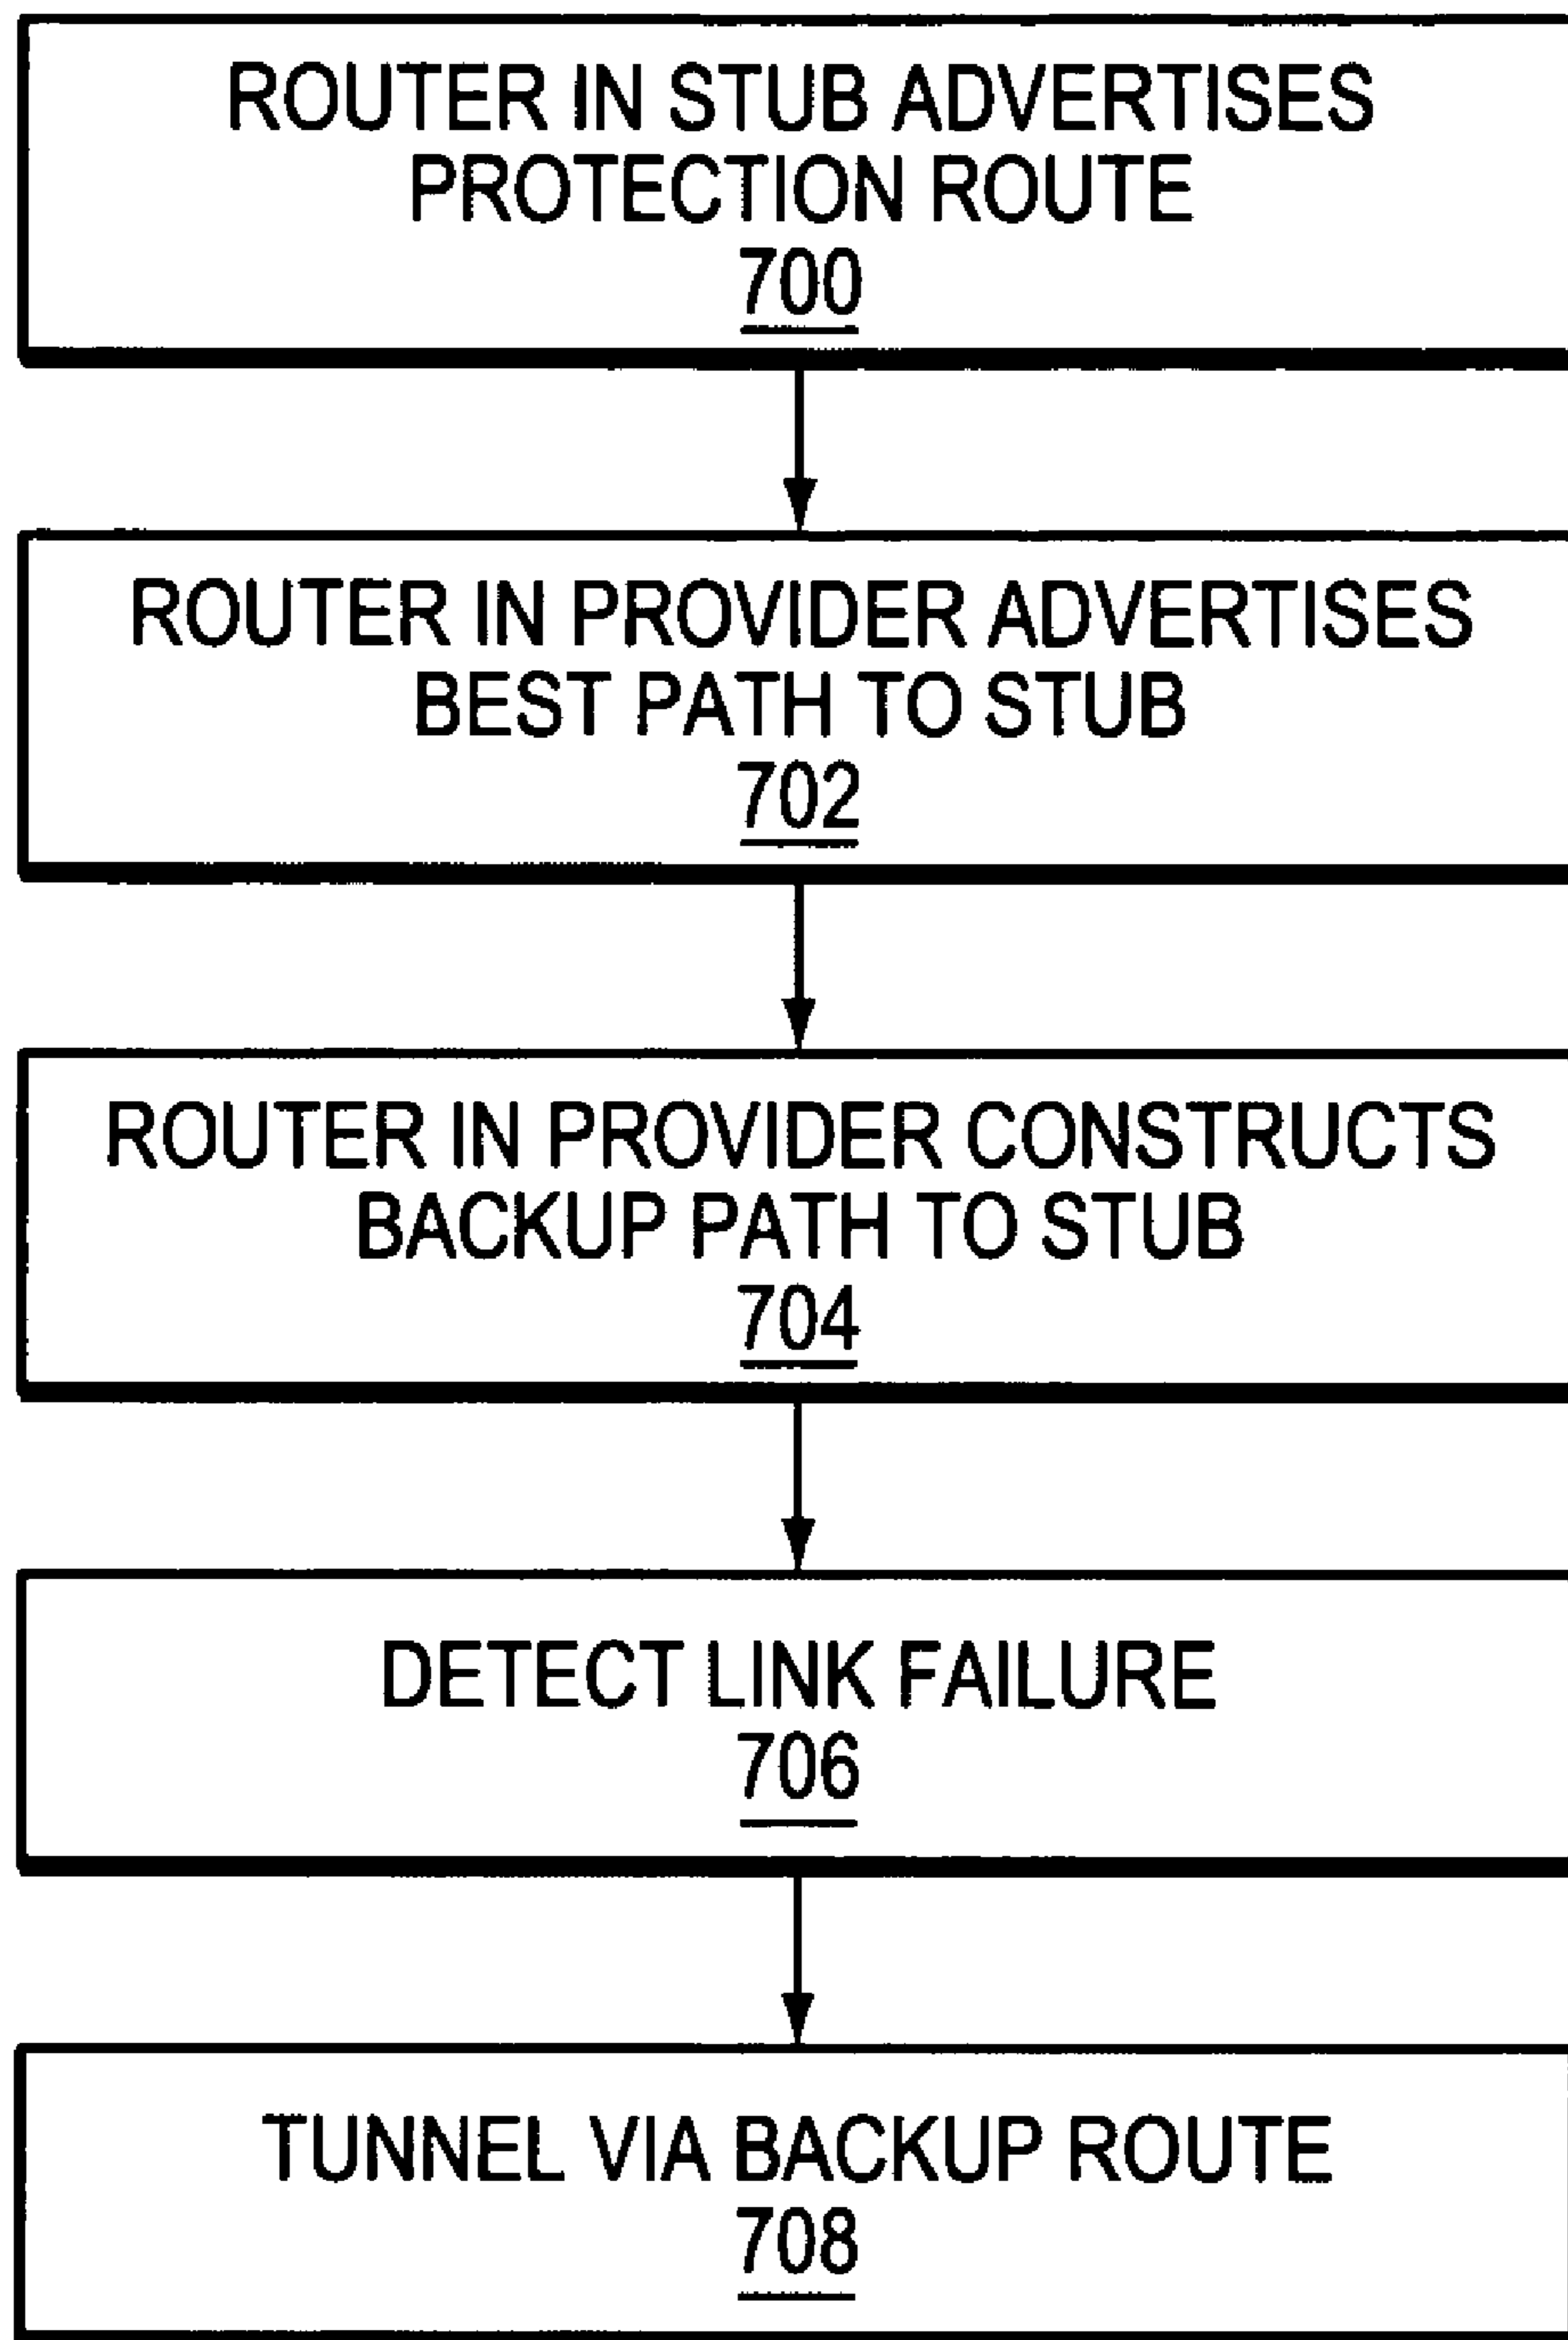 ROUTER IN STUB ADVERTISES
PROTECTION ROUTE
700
ROUTER IN PROVIDER ADVERTISES
BEST PATH TO STUB
702
ROUTER IN PROVIDER CONSTRUCTS
BACKUP PATH TO STUB
704
DETECT LINK FAILURE
706
TUNNEL VIA BACKUP ROUTE
708